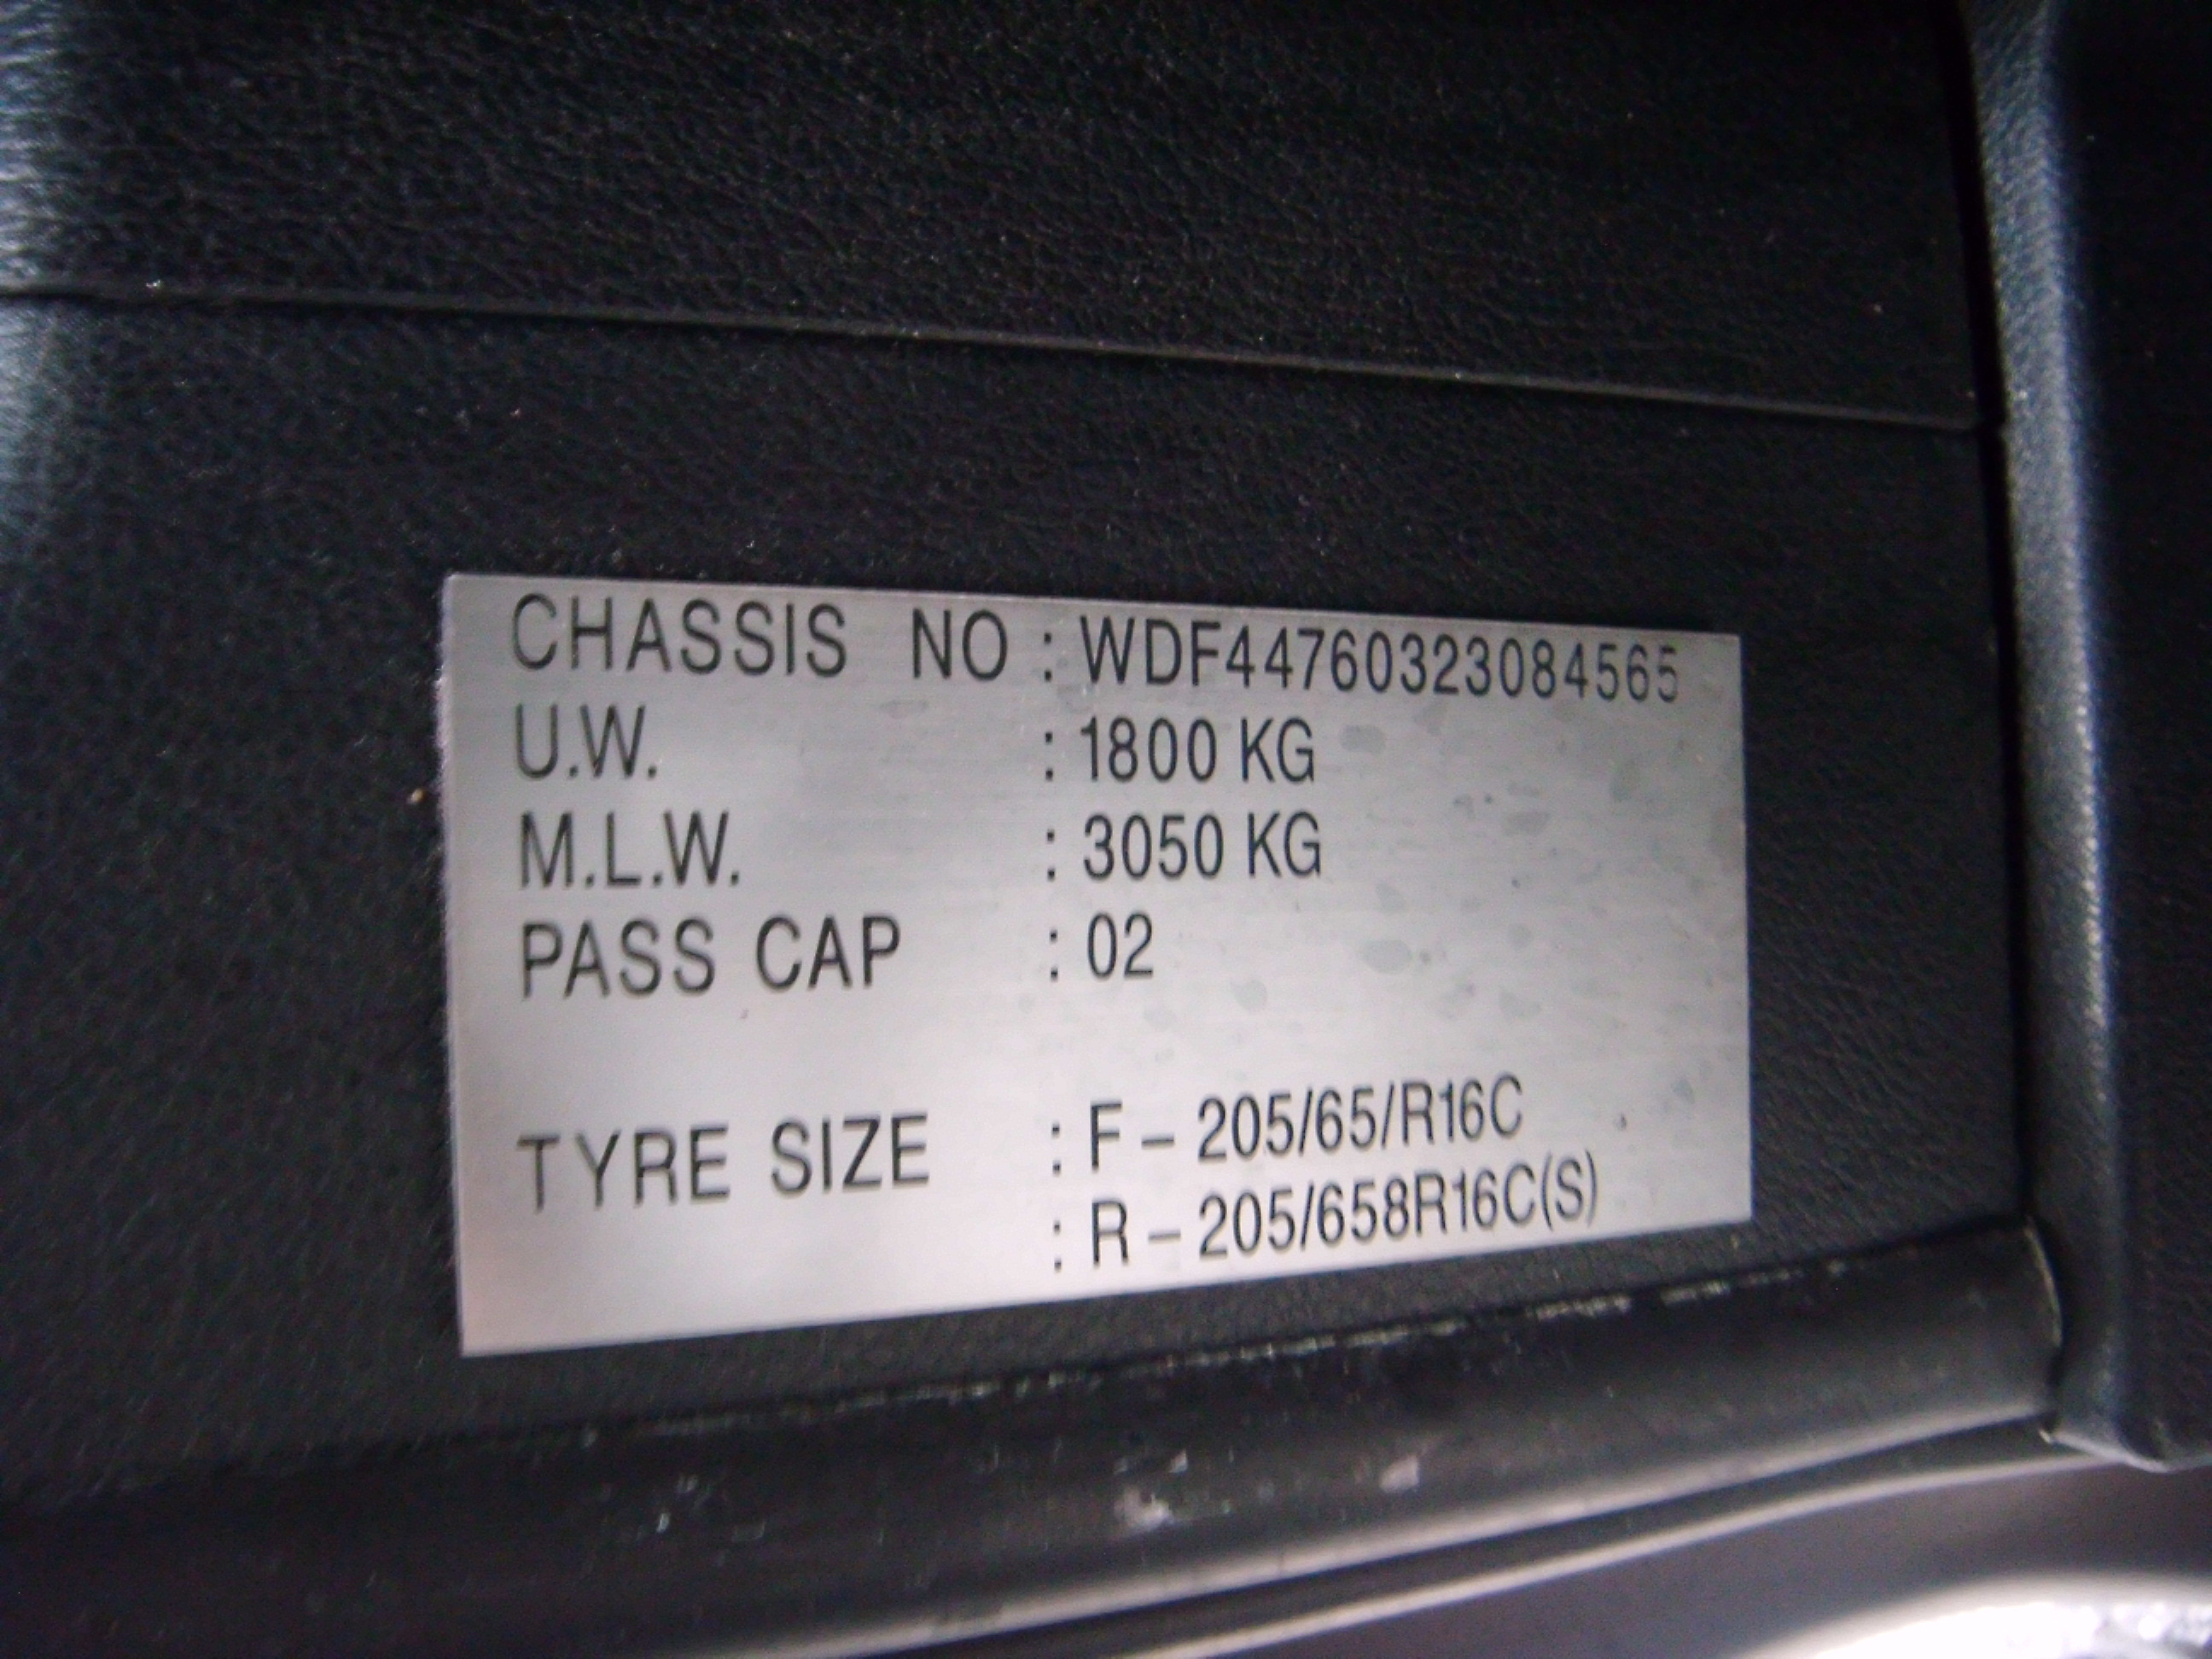 CHASSIS NO : WDF44760323084565
U.W. : 1800 KG
M.L.W. : 3050 KG
PASS CAP : 02
TYRE SIZE : F – 205/65/R16C
: R – 205/658R16C(S)